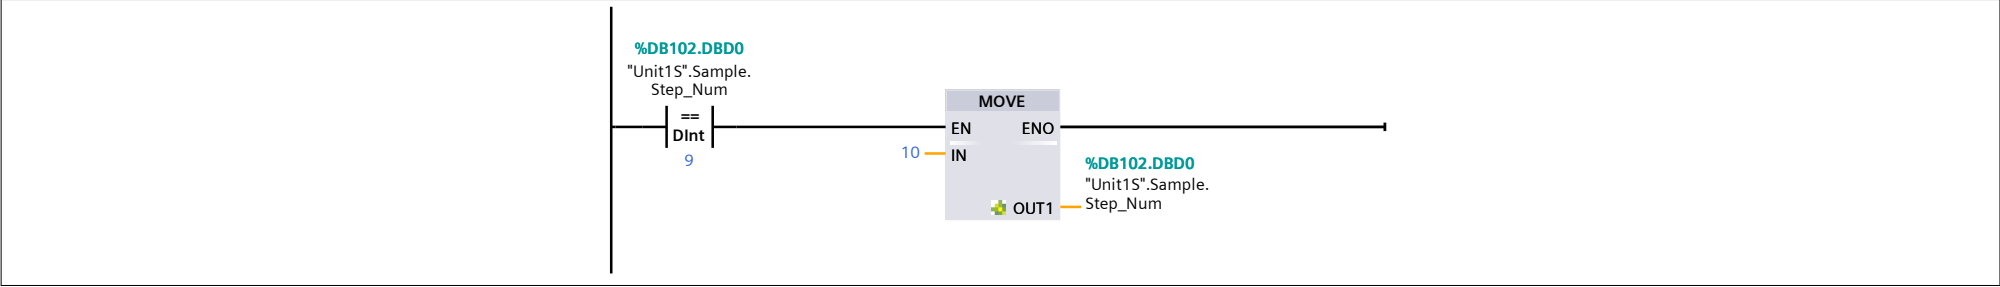 %DB102.DBD0
"Unit1S".Sample.
Step_Num
==
DInt
9
MOVE
EN ENO
10 IN
OUT1
%DB102.DBD0
"Unit1S".Sample.
Step_Num